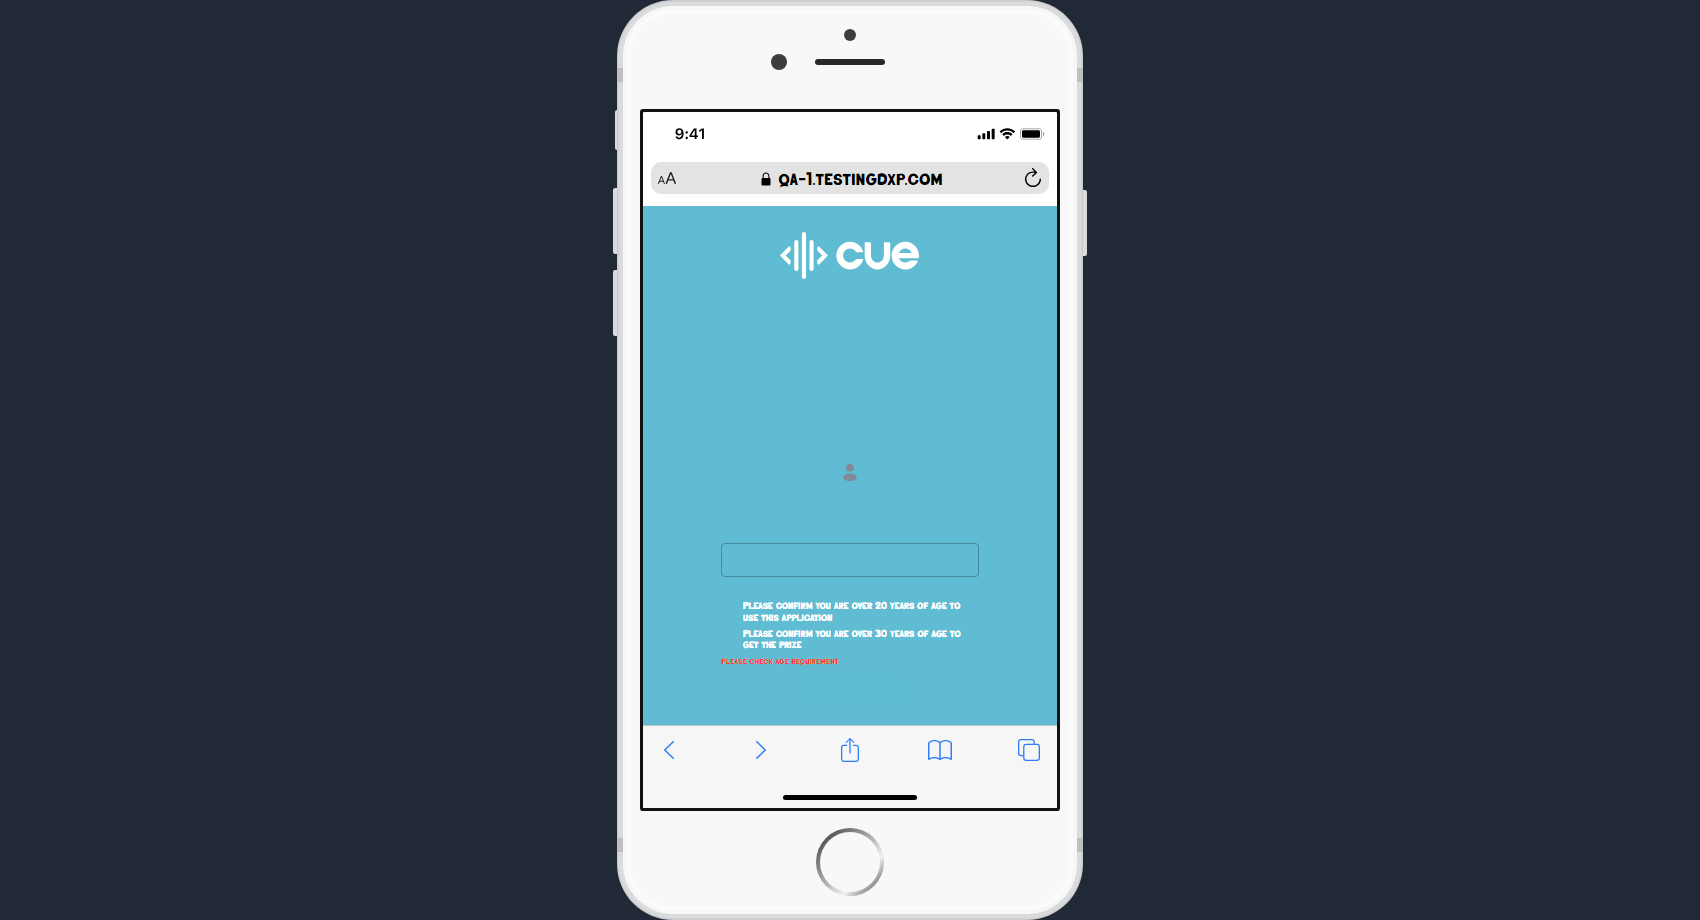 9:41
AA QA-1.TESTINGDXP.COM
cue
PLEASE CONFIRM YOU ARE OVER 20 YEARS OF AGE TO
USE THIS APPLICATION
PLEASE CONFIRM YOU ARE OVER 30 YEARS OF AGE TO
GET THE PRIZE
PLEASE CHECK AGE REQUIREMENT